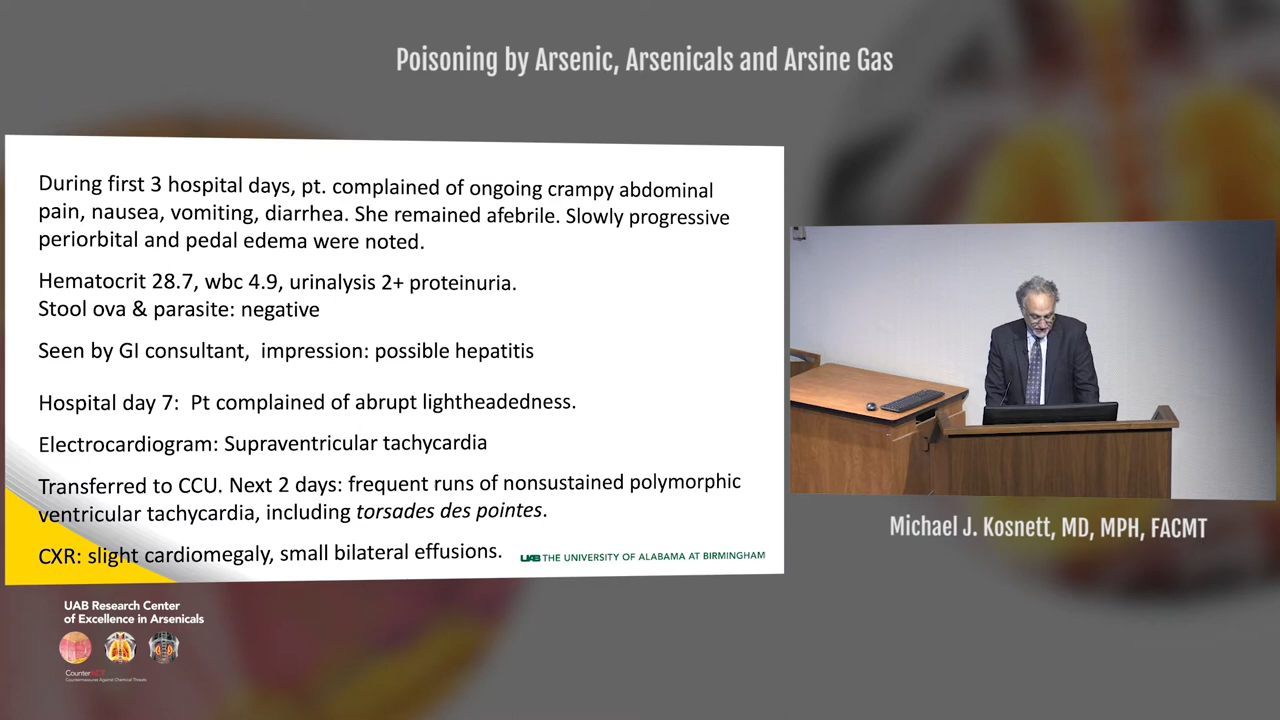 Poisoning by Arsenic, Arsenicals and Arsine Gas
During first 3 hospital days, pt. complained of ongoing crampy abdominal
pain, nausea, vomiting, diarrhea. She remained afebrile. Slowly progressive
periorbital and pedal edema were noted.
Hematocrit 28.7, wbc 4.9, urinalysis 2+ proteinuria.
Stool ova & parasite: negative
Seen by GI consultant, impression: possible hepatitis
Hospital day 7: Pt complained of abrupt lightheadedness.
Electrocardiogram: Supraventricular tachycardia
Transferred to CCU. Next 2 days: frequent runs of nonsustained polymorphic
ventricular tachycardia, including torsades des pointes.
CXR: slight cardiomegaly, small bilateral effusions.
UAB THE UNIVERSITY OF ALABAMA AT BIRMINGHAM
Michael J. Kosnett, MD, MPH, FACMT
UAB Research Center
of Excellence in Arsenicals
Countermeasures Against Chemical Threats